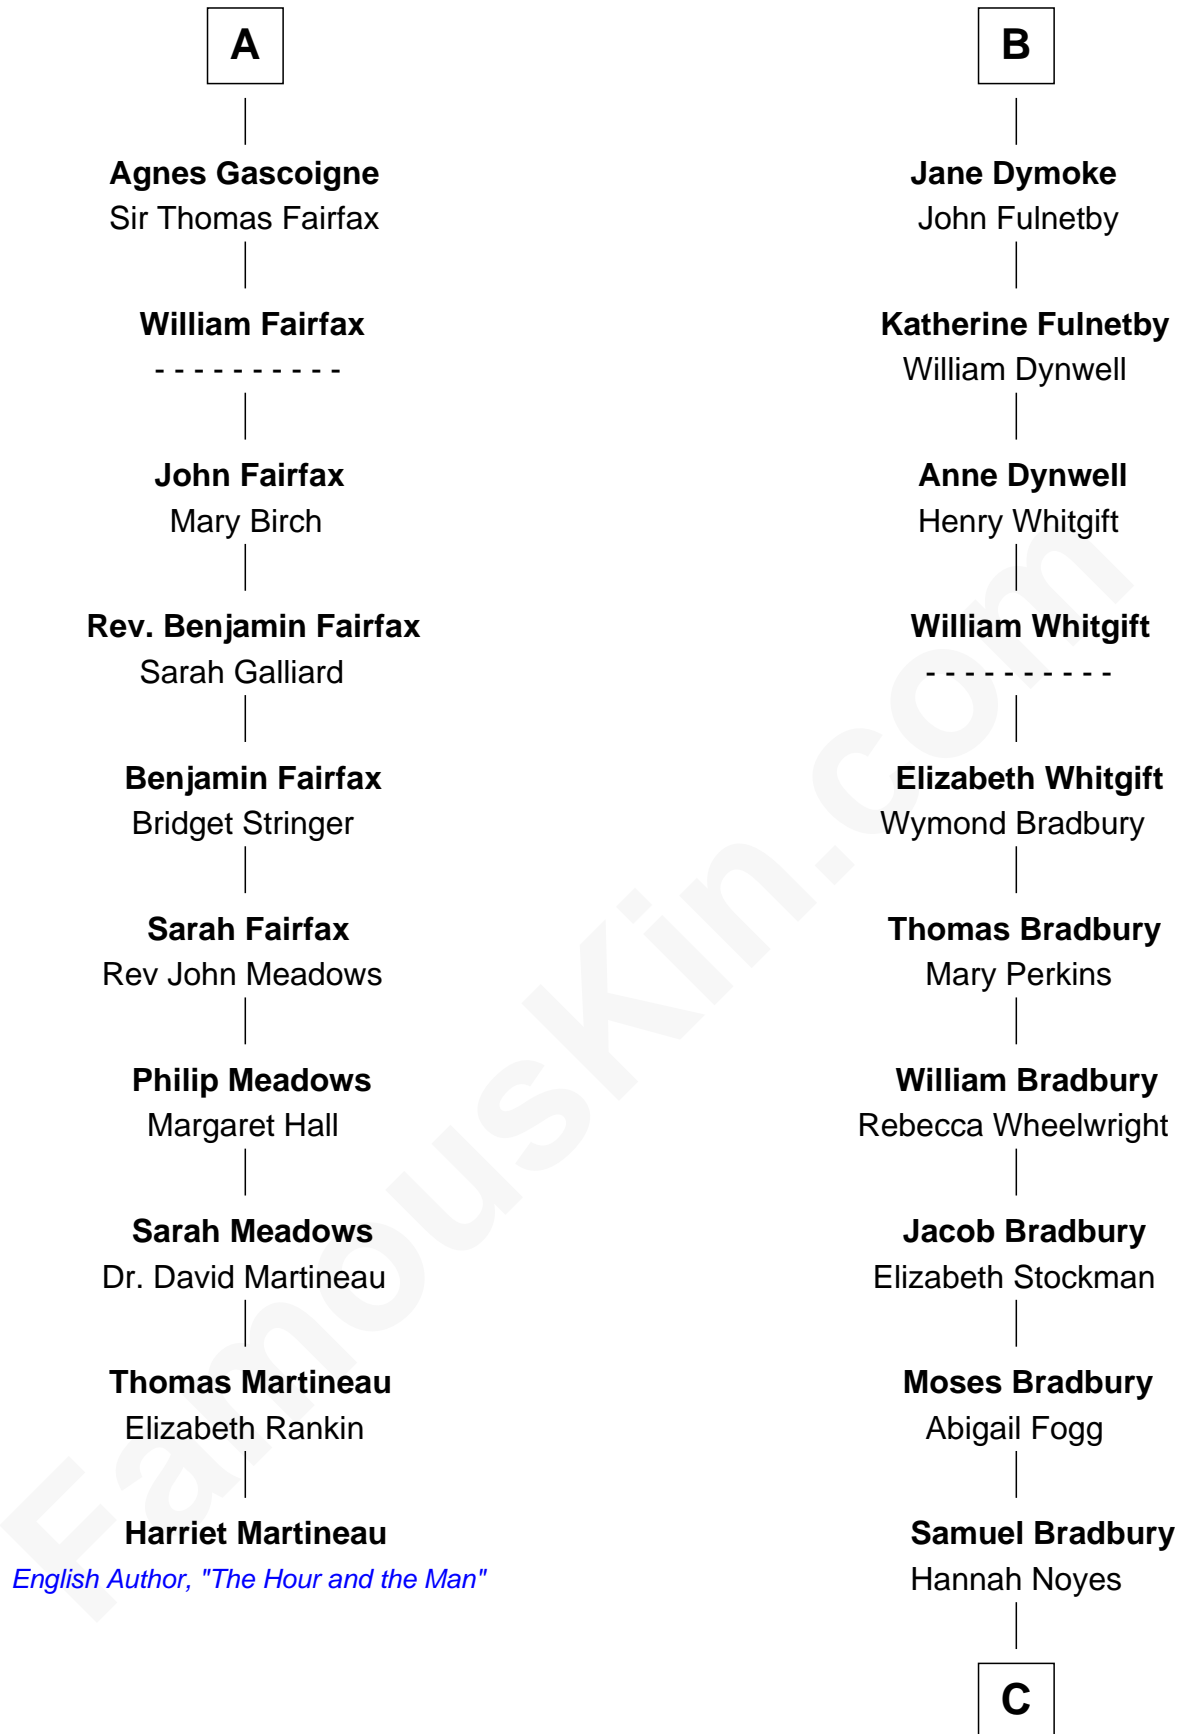 A
Agnes Gascoigne
Sir Thomas Fairfax
William Fairfax
- - - - - - - - - -
John Fairfax
Mary Birch
Rev. Benjamin Fairfax
Sarah Galliard
Benjamin Fairfax
Bridget Stringer
Sarah Fairfax
Rev John Meadows
Philip Meadows
Margaret Hall
Sarah Meadows
Dr. David Martineau
Thomas Martineau
Elizabeth Rankin
Harriet Martineau
English Author, "The Hour and the Man"
B
Jane Dymoke
John Fulnetby
Katherine Fulnetby
William Dynwell
Anne Dynwell
Henry Whitgift
William Whitgift
- - - - - - - - - -
Elizabeth Whitgift
Wymond Bradbury
Thomas Bradbury
Mary Perkins
William Bradbury
Rebecca Wheelwright
Jacob Bradbury
Elizabeth Stockman
Moses Bradbury
Abigail Fogg
Samuel Bradbury
Hannah Noyes
C
FamousKin.com